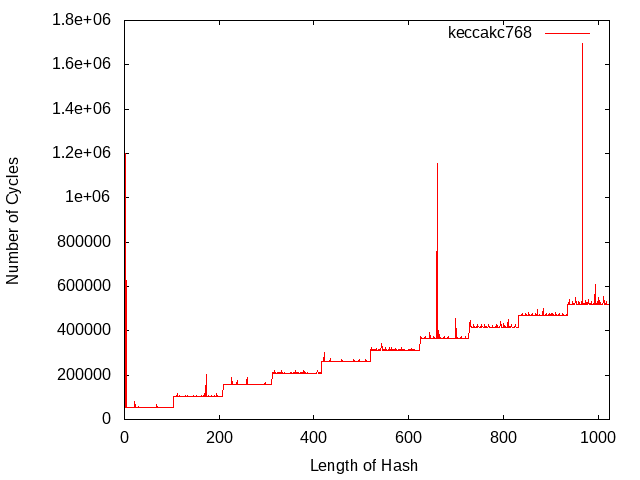 1.8e+06
keccakc768
1.6e+06
1.4e+06
1.2e+06
1e+06
800000
600000
400000
200000
0
Number of Cycles
0 200 400 600 800 1000
Length of Hash